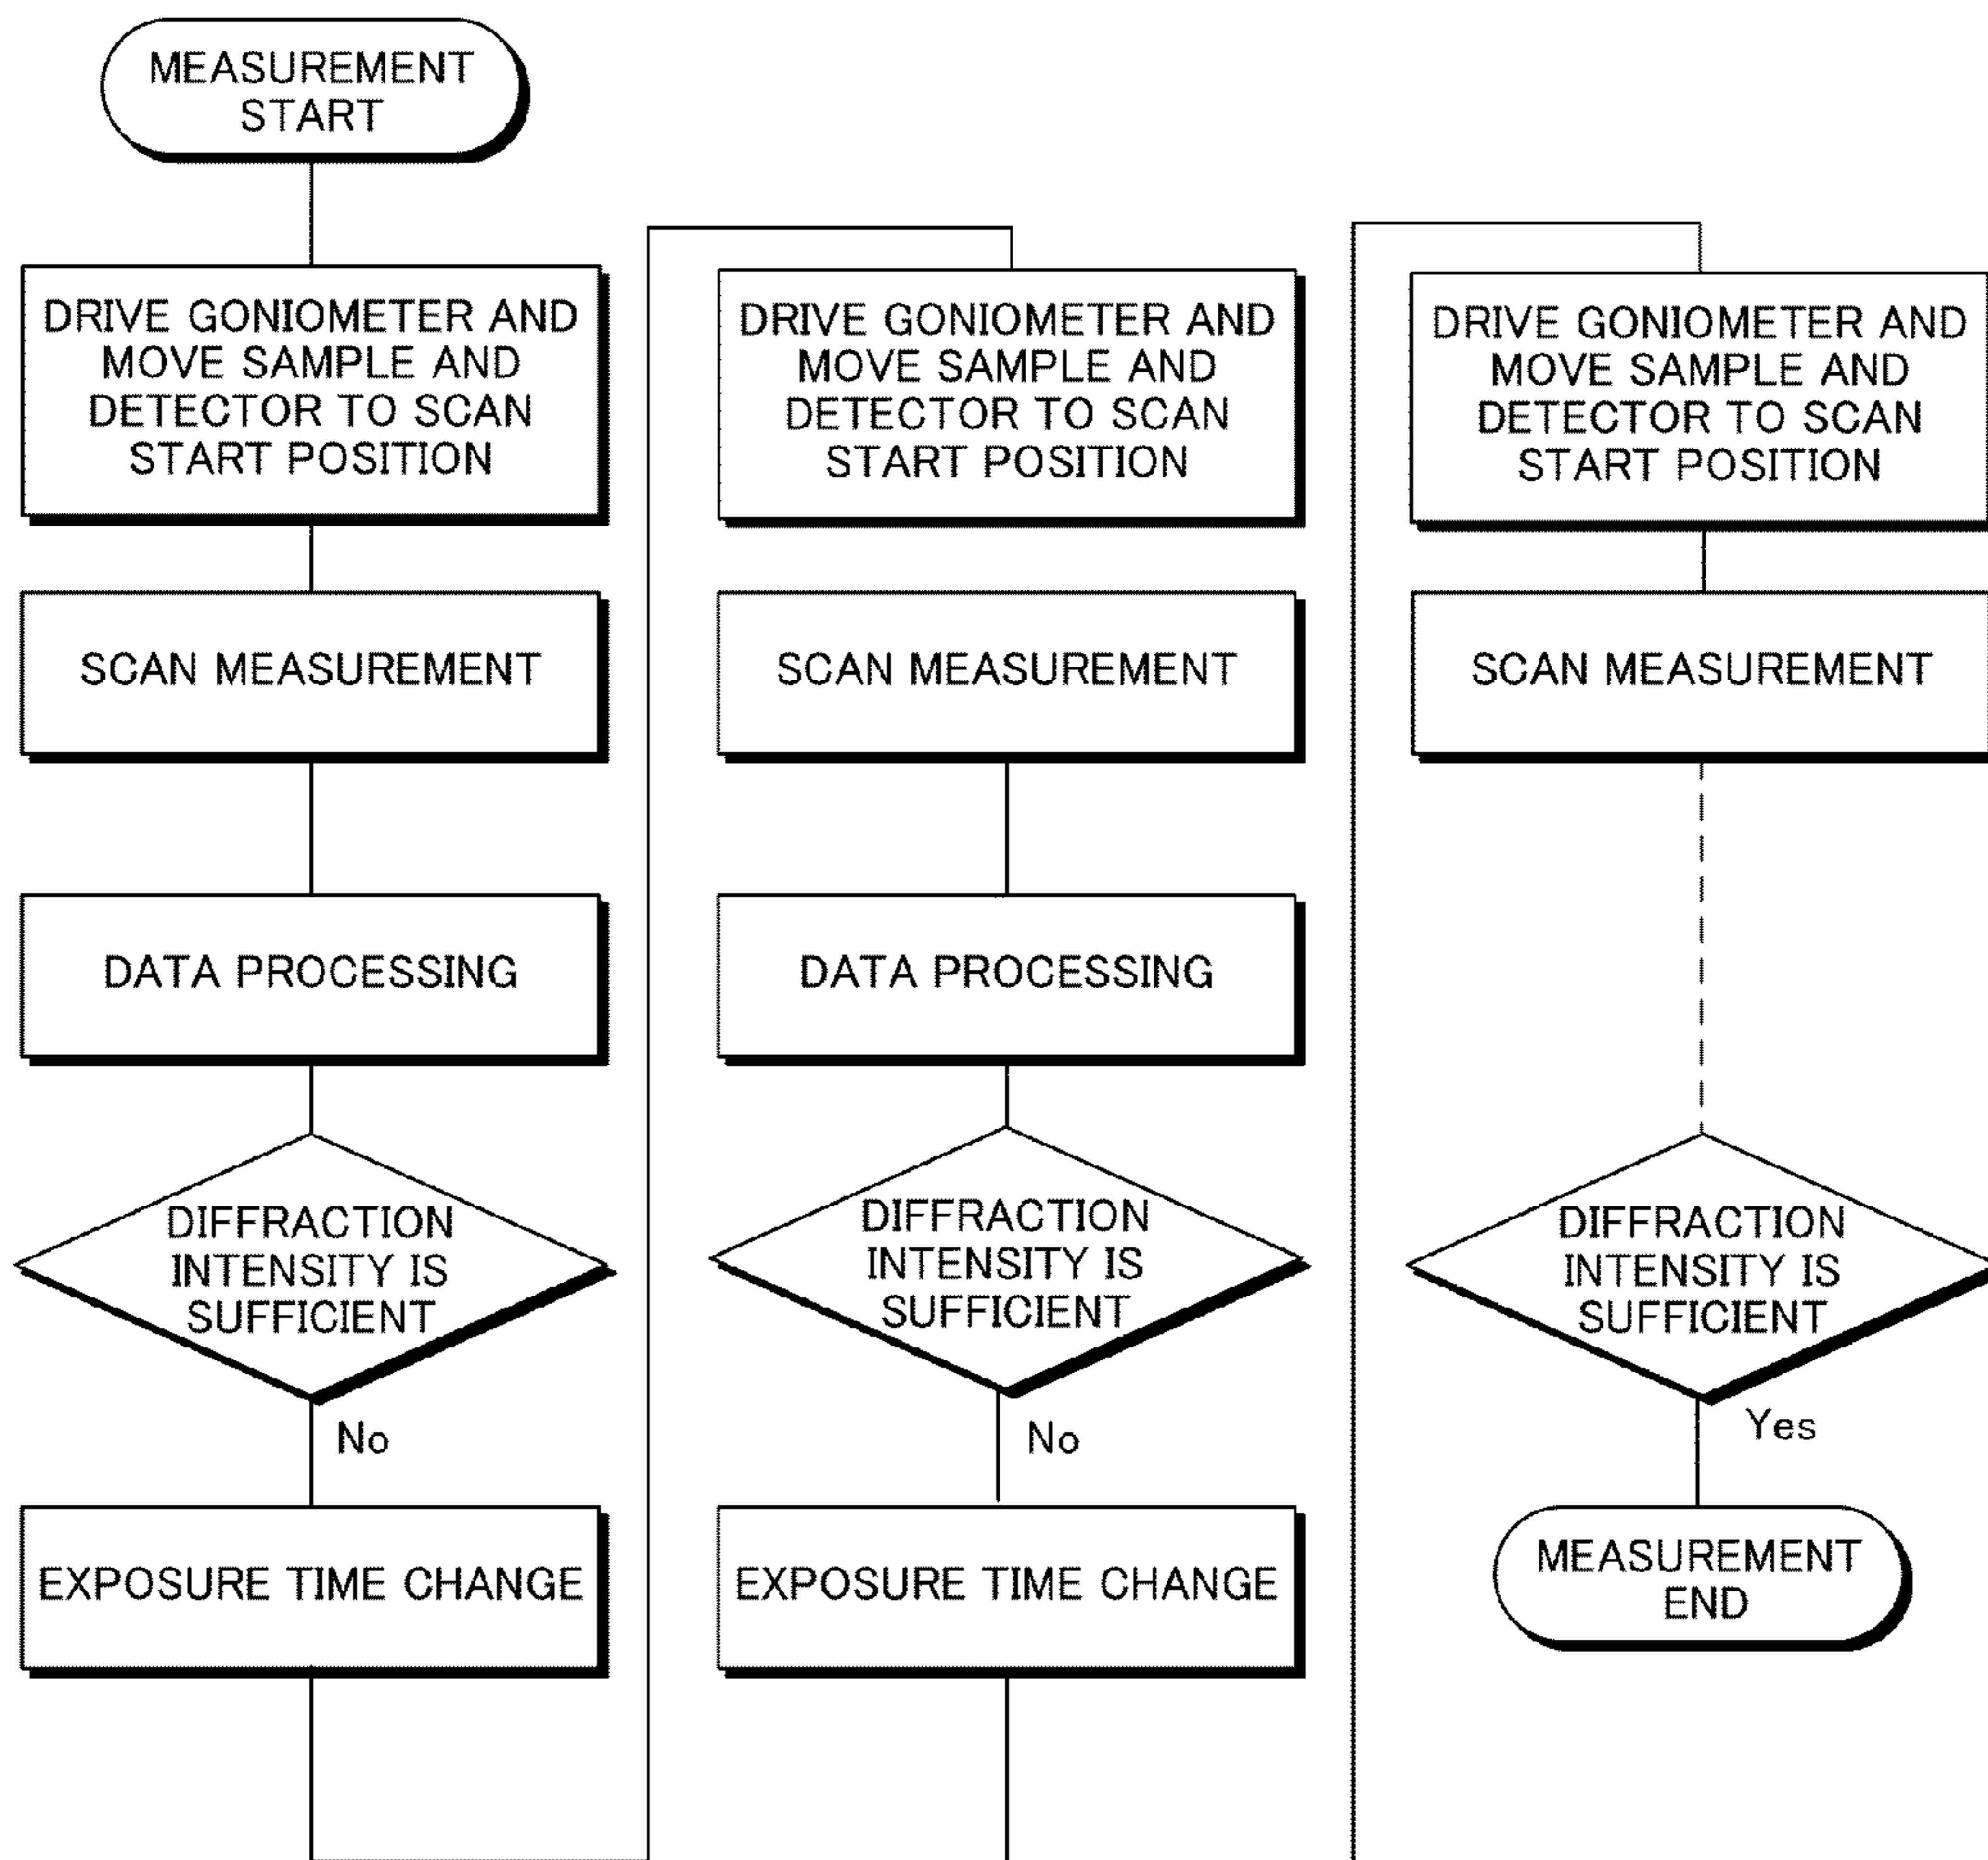 MEASUREMENT
START
DRIVE GONIOMETER AND
MOVE SAMPLE AND
DETECTOR TO SCAN
START POSITION
SCAN MEASUREMENT
DATA PROCESSING
DIFFRACTION
INTENSITY IS
SUFFICIENT
No
EXPOSURE TIME CHANGE
DRIVE GONIOMETER AND
MOVE SAMPLE AND
DETECTOR TO SCAN
START POSITION
SCAN MEASUREMENT
DATA PROCESSING
DIFFRACTION
INTENSITY IS
SUFFICIENT
No
EXPOSURE TIME CHANGE
DRIVE GONIOMETER AND
MOVE SAMPLE AND
DETECTOR TO SCAN
START POSITION
SCAN MEASUREMENT
DIFFRACTION
INTENSITY IS
SUFFICIENT
Yes
MEASUREMENT
END